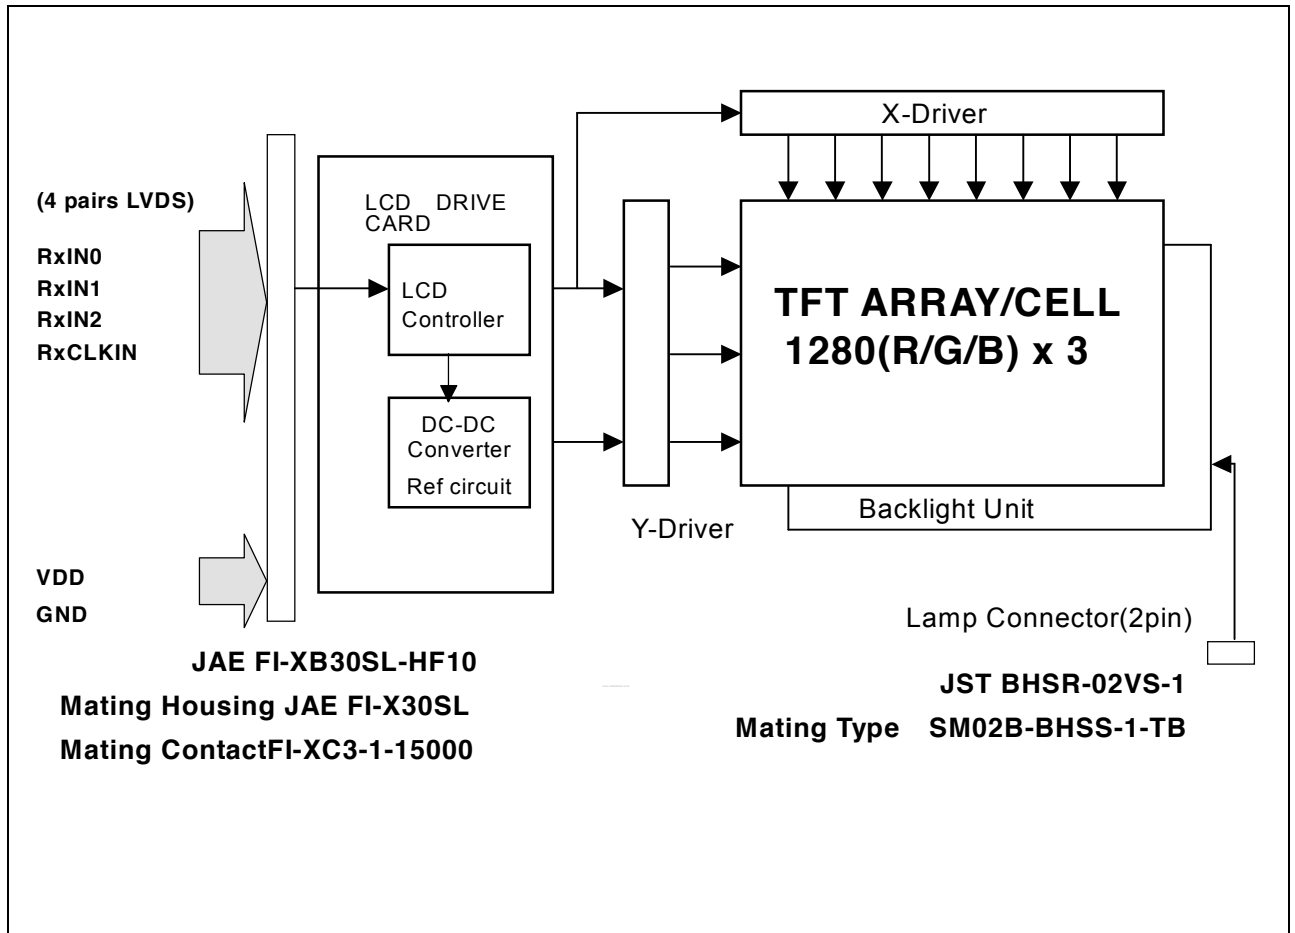 X-Driver
(4 pairs LVDS)
RxIN0
RxIN1
RxIN2
RxCLKIN
LCD DRIVE
CARD
LCD
Controller
DC-DC
Converter
Ref circuit
TFT ARRAY/CELL
1280(R/G/B) x 3
Y-Driver
Backlight Unit
VDD
GND
Lamp Connector(2pin)
JAE FI-XB30SL-HF10
Mating Housing JAE FI-X30SL
Mating ContactFI-XC3-1-15000
JST BHSR-02VS-1
Mating Type SM02B-BHSS-1-TB